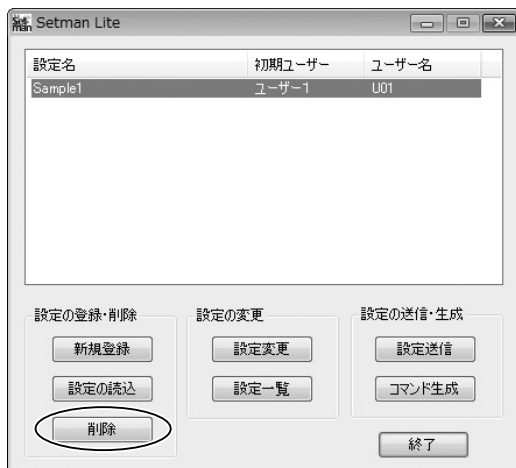 Setman Setman Lite
設定名 初期ユーザー ユーザー名
Sample1 ユーザー1 U01
設定の登録・削除 設定の変更 設定の送信・生成
新規登録 設定変更 設定送信
設定の読込 設定一覧 コマンド生成
削除
終了